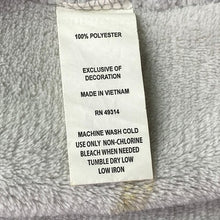 100% POLYESTER
EXCLUSIVE OF
DECORATION
MADE IN VIETNAM
RN 49314
MACHINE WASH COLD
USE ONLY NON-CHLORINE
BLEACH WHEN NEEDED
TUMBLE DRY LOW
LOW IRON